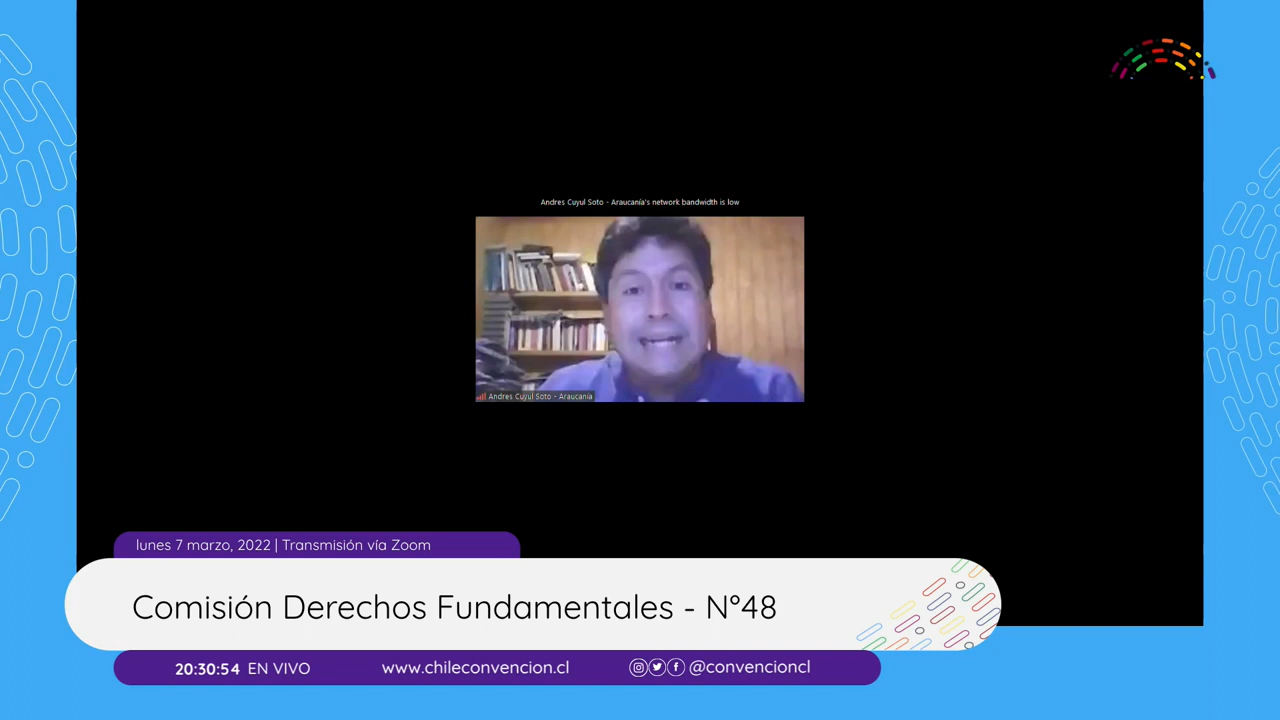 Andres Cuyul Soto - Araucanía's network bandwidth is low
Andres Cuyul Soto - Araucanía
lunes 7 marzo, 2022 | Transmisión vía Zoom
Comisión Derechos Fundamentales - N°48
20:30:54 EN VIVO www.chileconvencion.cl @convencioncl